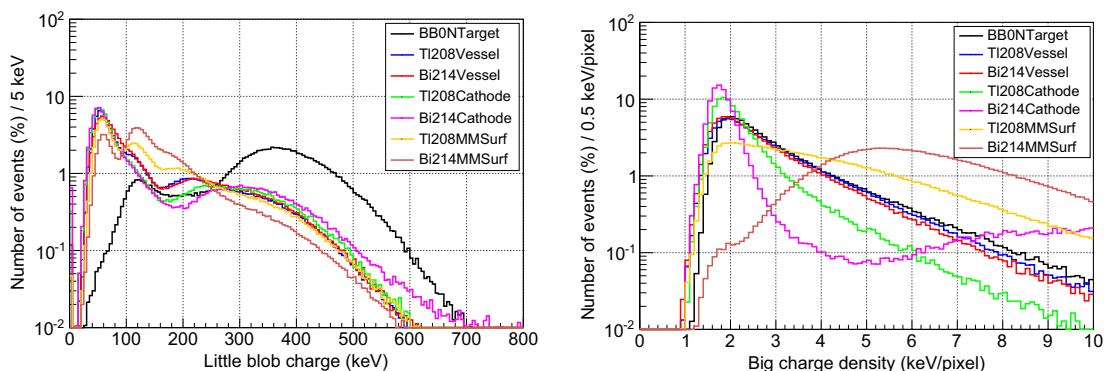 Number of events (%) / 5 keV
10²
10
1
10⁻¹
10⁻²
0 100 200 300 400 500 600 700 800
Little blob charge (keV)
BB0NTarget
Tl208Vessel
Bi214Vessel
Tl208Cathode
Bi214Cathode
Tl208MMSurf
Bi214MMSurf
Number of events (%) / 0.5 keV/pixel
10²
10
1
10⁻¹
10⁻²
0 1 2 3 4 5 6 7 8 9 10
Big charge density (keV/pixel)
BB0NTarget
Tl208Vessel
Bi214Vessel
Tl208Cathode
Bi214Cathode
Tl208MMSurf
Bi214MMSurf